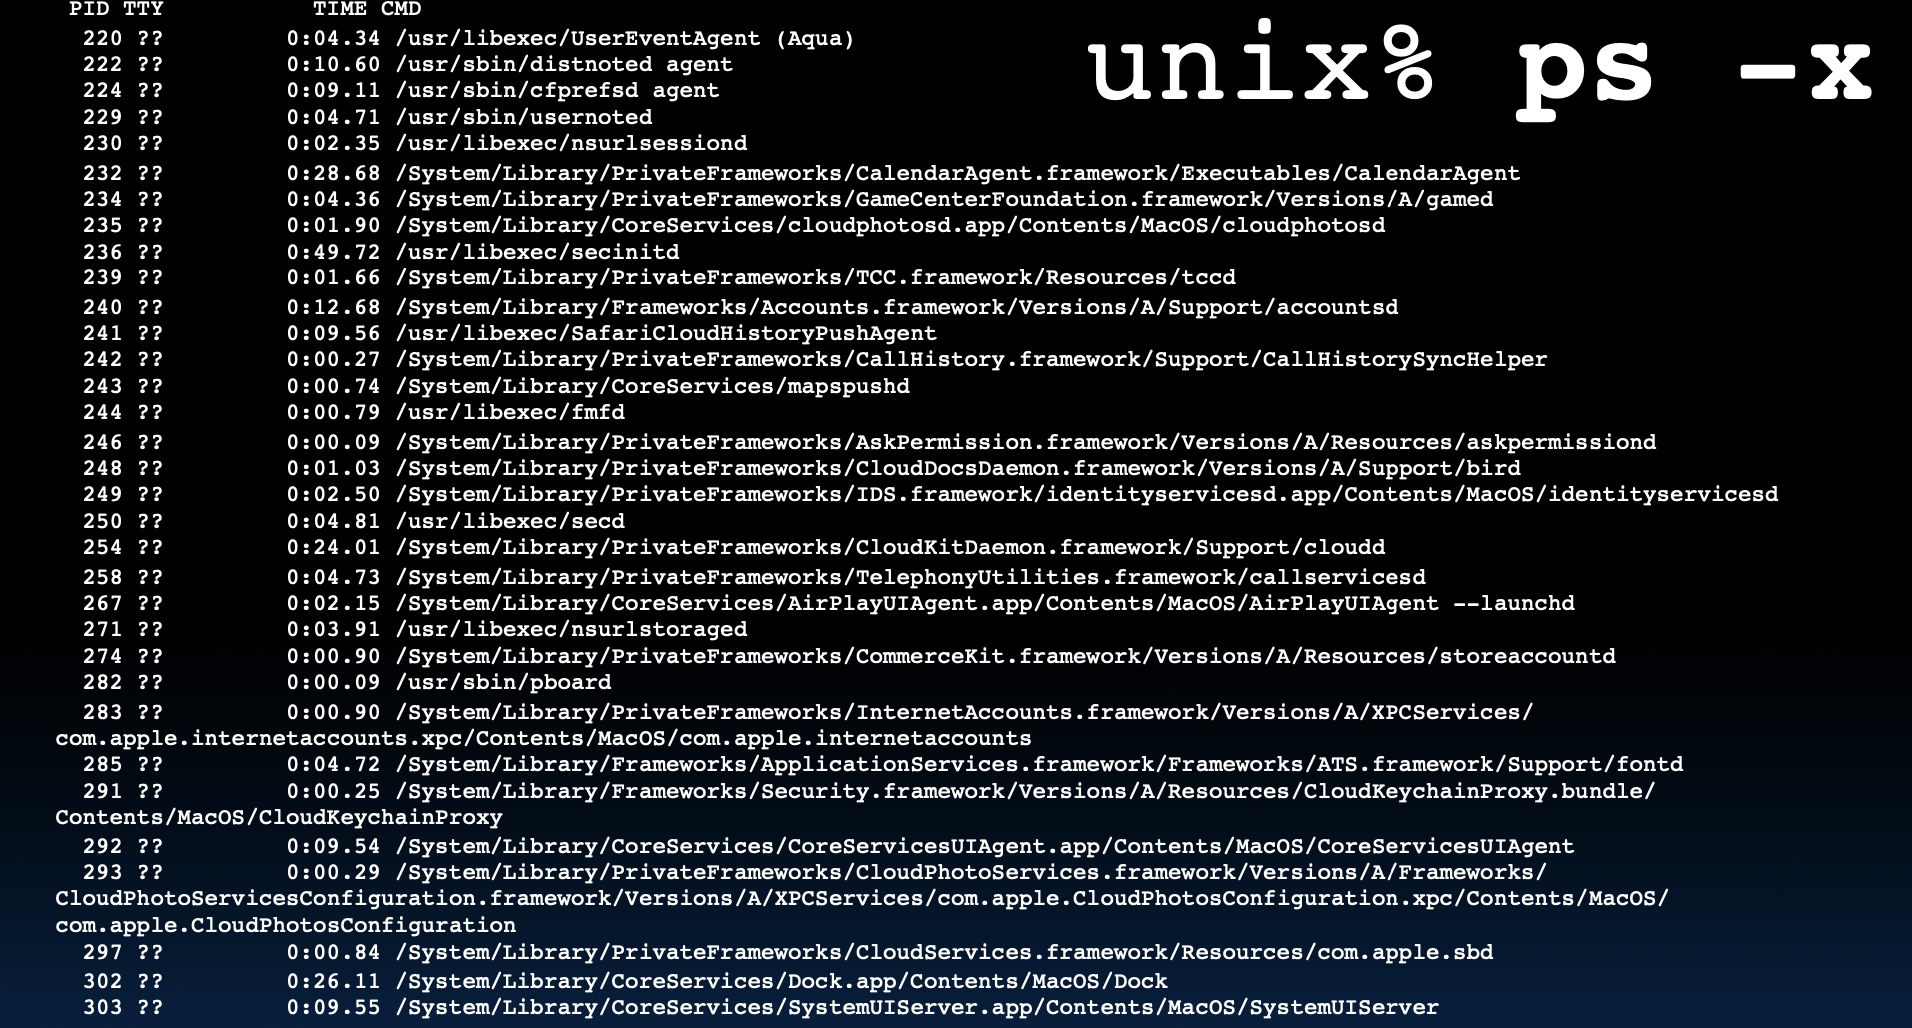 PID TTY           TIME CMD
unix% ps -x
220 ??         0:04.34 /usr/libexec/UserEventAgent (Aqua)
222 ??         0:10.60 /usr/sbin/distnoted agent
224 ??         0:09.11 /usr/sbin/cfprefsd agent
229 ??         0:04.71 /usr/sbin/usernoted
230 ??         0:02.35 /usr/libexec/nsurlsessiond
232 ??         0:28.68 /System/Library/PrivateFrameworks/CalendarAgent.framework/Executables/CalendarAgent
234 ??         0:04.36 /System/Library/PrivateFrameworks/GameCenterFoundation.framework/Versions/A/gamed
235 ??         0:01.90 /System/Library/CoreServices/cloudphotosd.app/Contents/MacOS/cloudphotosd
236 ??         0:49.72 /usr/libexec/secinitd
239 ??         0:01.66 /System/Library/PrivateFrameworks/TCC.framework/Resources/tccd
240 ??         0:12.68 /System/Library/Frameworks/Accounts.framework/Versions/A/Support/accountsd
241 ??         0:09.56 /usr/libexec/SafariCloudHistoryPushAgent
242 ??         0:00.27 /System/Library/PrivateFrameworks/CallHistory.framework/Support/CallHistorySyncHelper
243 ??         0:00.74 /System/Library/CoreServices/mapspushd
244 ??         0:00.79 /usr/libexec/fmfd
246 ??         0:00.09 /System/Library/PrivateFrameworks/AskPermission.framework/Versions/A/Resources/askpermissiond
248 ??         0:01.03 /System/Library/PrivateFrameworks/CloudDocsDaemon.framework/Versions/A/Support/bird
249 ??         0:02.50 /System/Library/PrivateFrameworks/IDS.framework/identityservicesd.app/Contents/MacOS/identityservicesd
250 ??         0:04.81 /usr/libexec/secd
254 ??         0:24.01 /System/Library/PrivateFrameworks/CloudKitDaemon.framework/Support/cloudd
258 ??         0:04.73 /System/Library/PrivateFrameworks/TelephonyUtilities.framework/callservicesd
267 ??         0:02.15 /System/Library/CoreServices/AirPlayUIAgent.app/Contents/MacOS/AirPlayUIAgent --launchd
271 ??         0:03.91 /usr/libexec/nsurlstoraged
274 ??         0:00.90 /System/Library/PrivateFrameworks/CommerceKit.framework/Versions/A/Resources/storeaccountd
282 ??         0:00.09 /usr/sbin/pboard
283 ??         0:00.90 /System/Library/PrivateFrameworks/InternetAccounts.framework/Versions/A/XPCServices/
com.apple.internetaccounts.xpc/Contents/MacOS/com.apple.internetaccounts
285 ??         0:04.72 /System/Library/Frameworks/ApplicationServices.framework/Frameworks/ATS.framework/Support/fontd
291 ??         0:00.25 /System/Library/Frameworks/Security.framework/Versions/A/Resources/CloudKeychainProxy.bundle/
Contents/MacOS/CloudKeychainProxy
292 ??         0:09.54 /System/Library/CoreServices/CoreServicesUIAgent.app/Contents/MacOS/CoreServicesUIAgent
293 ??         0:00.29 /System/Library/PrivateFrameworks/CloudPhotoServices.framework/Versions/A/Frameworks/
CloudPhotoServicesConfiguration.framework/Versions/A/XPCServices/com.apple.CloudPhotosConfiguration.xpc/Contents/MacOS/
com.apple.CloudPhotosConfiguration
297 ??         0:00.84 /System/Library/PrivateFrameworks/CloudServices.framework/Resources/com.apple.sbd
302 ??         0:26.11 /System/Library/CoreServices/Dock.app/Contents/MacOS/Dock
303 ??         0:09.55 /System/Library/CoreServices/SystemUIServer.app/Contents/MacOS/SystemUIServer